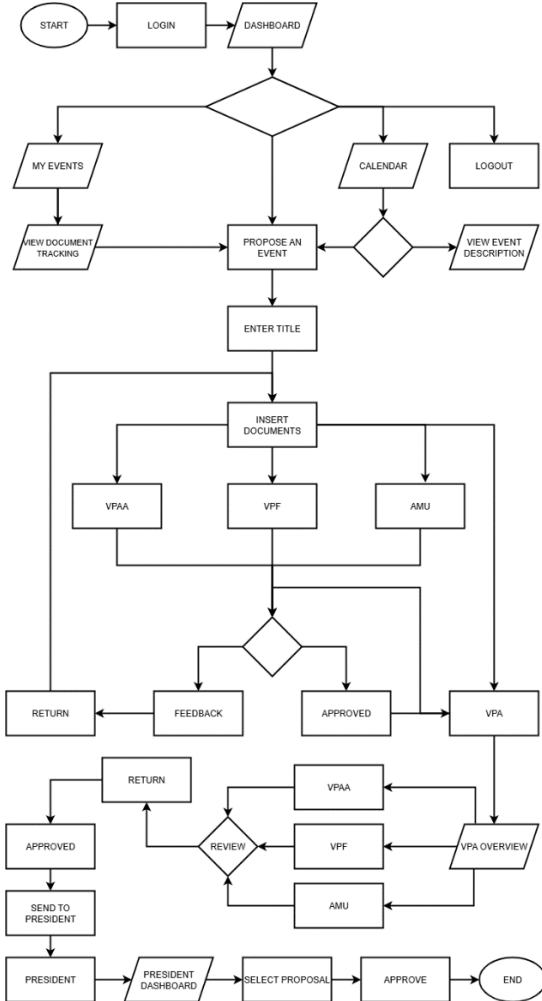 START
LOGIN
DASHBOARD
MY EVENTS
CALENDAR
LOGOUT
VIEW DOCUMENT
TRACKING
PROPOSE AN
EVENT
VIEW EVENT
DESCRIPTION
ENTER TITLE
INSERT
DOCUMENTS
VPAA
VPF
AMU
RETURN
FEEDBACK
APPROVED
VPA
RETURN
VPAA
APPROVED
REVIEW
VPF
VPA OVERVIEW
SEND TO
PRESIDENT
AMU
PRESIDENT
PRESIDENT
DASHBOARD
SELECT PROPOSAL
APPROVE
END